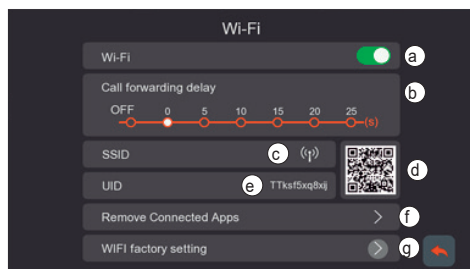 Wi-Fi
Wi-Fi a
Call forwarding delay b
OFF 0 5 10 15 20 25 (s)
SSID c d
UID e TTksf5xq8xij
Remove Connected Apps f
WIFI factory setting g